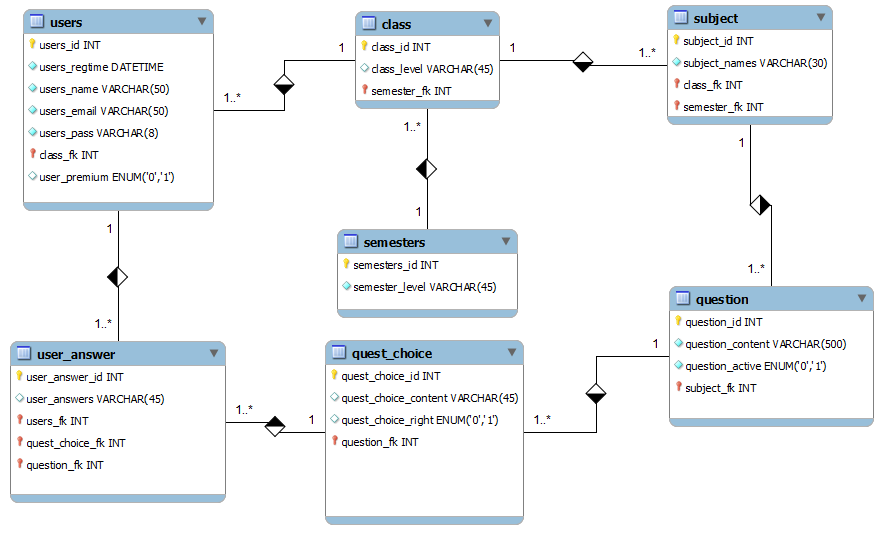 users
users_id INT
users_regtime DATETIME
users_name VARCHAR(50)
users_email VARCHAR(50)
users_pass VARCHAR(8)
class_fk INT
user_premium ENUM('0','1')
1..*
1
class
class_id INT
class_level VARCHAR(45)
semester_fk INT
1
1..*
subject
subject_id INT
subject_names VARCHAR(30)
class_fk INT
semester_fk INT
1..*
1
semesters
semesters_id INT
semester_level VARCHAR(45)
1
1..*
question
question_id INT
question_content VARCHAR(500)
question_active ENUM('0','1')
subject_fk INT
1
1..*
user_answer
user_answer_id INT
user_answers VARCHAR(45)
users_fk INT
quest_choice_fk INT
question_fk INT
1..*
1
quest_choice
quest_choice_id INT
quest_choice_content VARCHAR(45)
quest_choice_right ENUM('0','1')
question_fk INT
1..*
1